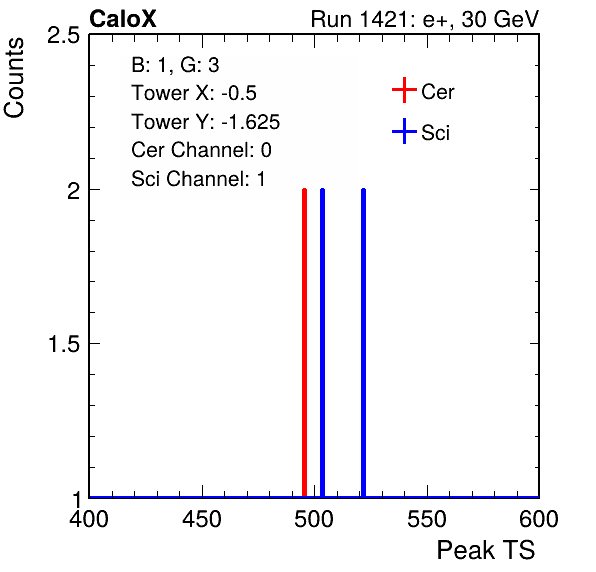 CaloX Run 1421: e+, 30 GeV
Counts
2.5
2
1.5
1
B: 1, G: 3
Tower X: -0.5
Tower Y: -1.625
Cer Channel: 0
Sci Channel: 1
Cer
Sci
400 450 500 550 600
Peak TS